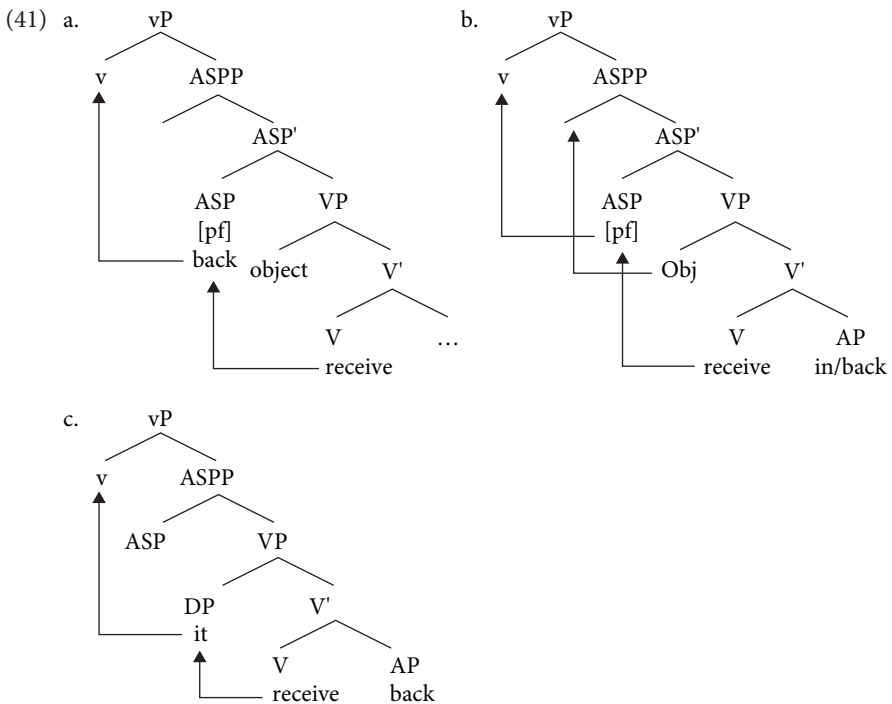 (41) a.
vP
v ASPP
ASP'
ASP VP
[pf]
back object V'
V …
receive
b.
vP
v ASPP
ASP'
ASP VP
[pf]
Obj V'
V AP
receive in/back
c.
vP
v ASPP
ASP VP
DP V'
it
V AP
receive back